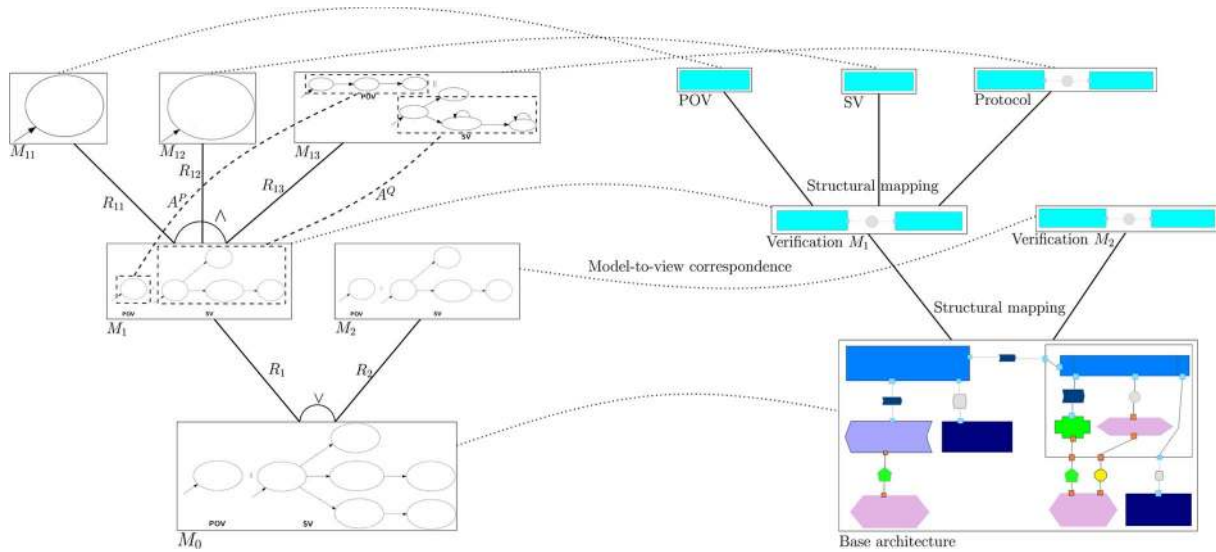 POV
SV
POV
SV
Protocol
M₁₁
M₁₂
M₁₃
R₁₂
R₁₁
A^P
R₁₃
A^Q
Structural mapping
∧
Verification M₁
Verification M₂
Model-to-view correspondence
POV
SV
POV
SV
M₁
M₂
Structural mapping
R₁
R₂
∨
POV
SV
M₀
Base architecture